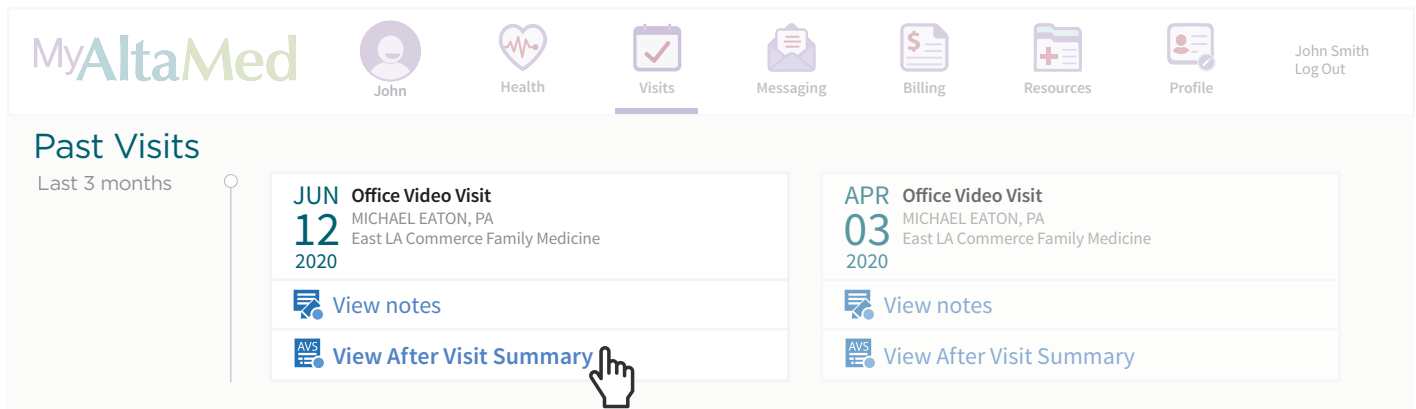 MyAltaMed
John
Health
Visits
Messaging
$
Billing
Resources
Profile
John Smith
Log Out
Past Visits
Last 3 months
JUN
12
2020
Office Video Visit
MICHAEL EATON, PA
East LA Commerce Family Medicine
View notes
AVS
View After Visit Summary
APR
03
2020
Office Video Visit
MICHAEL EATON, PA
East LA Commerce Family Medicine
View notes
AVS
View After Visit Summary